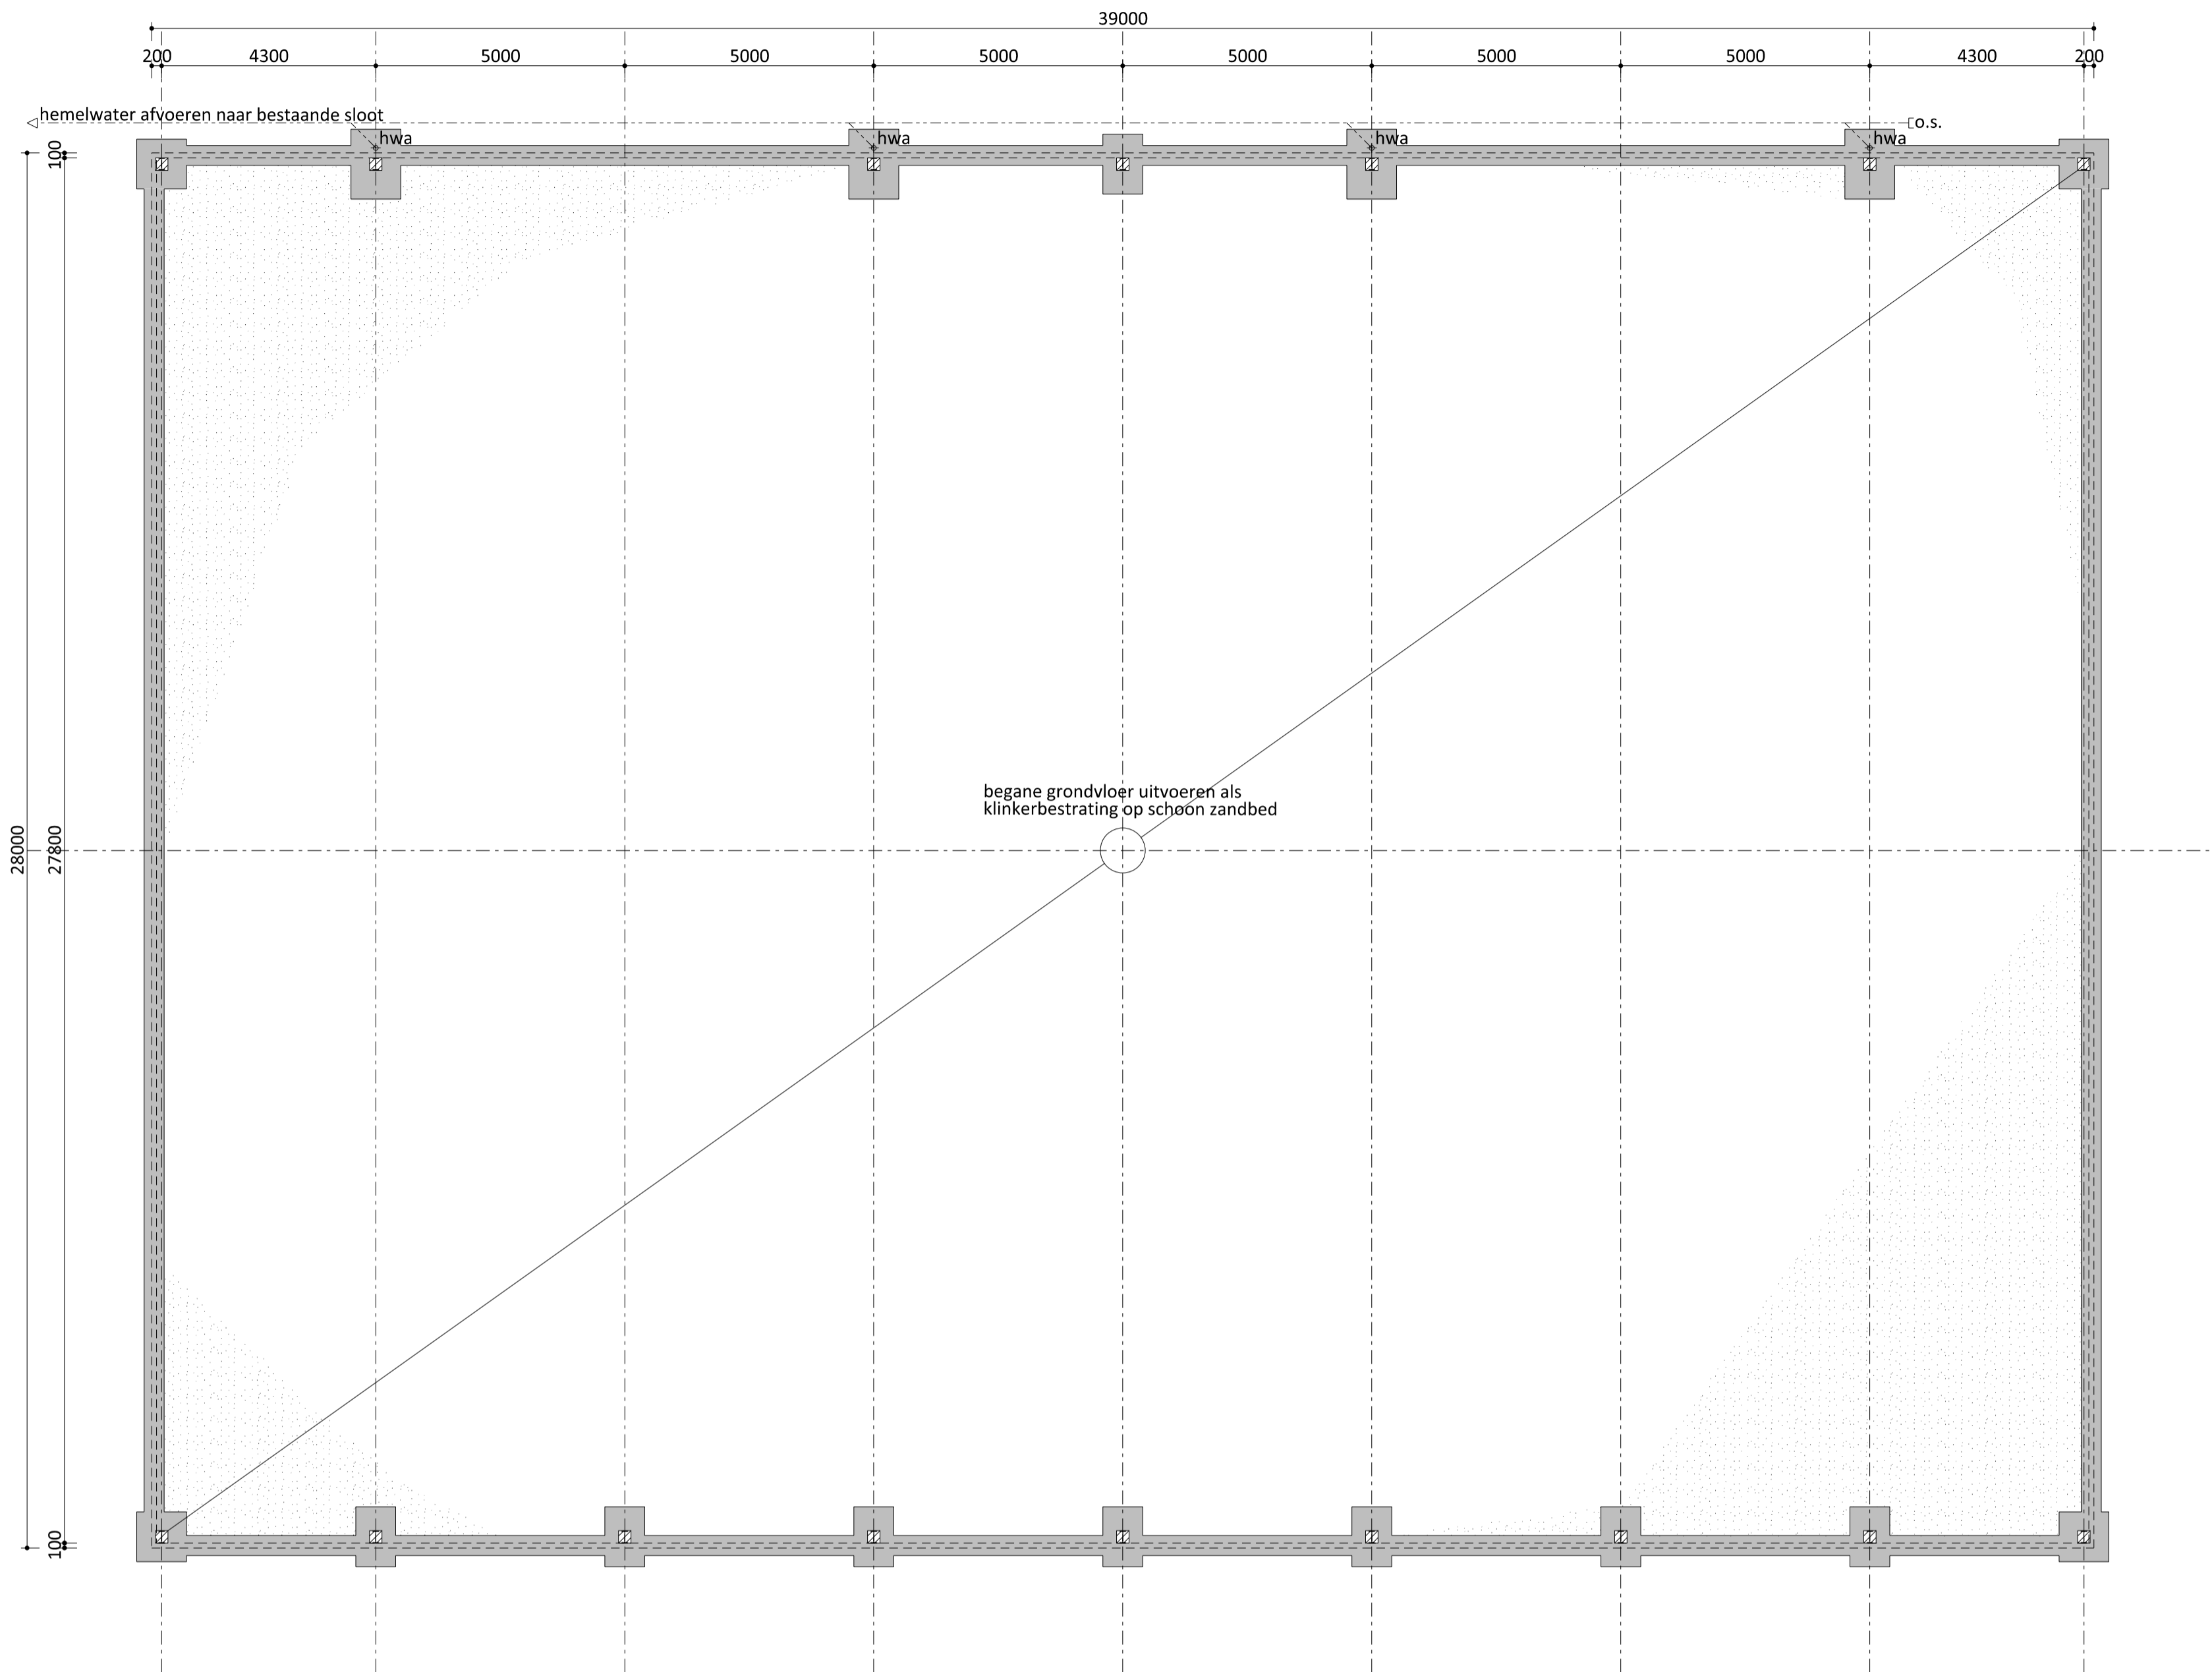 39000
200 4300 5000 5000 5000 5000 5000 5000 4300 200
hemelwater afvoeren naar bestaande sloot
o.s.
hwa hwa hwa hwa
100
begane grondvloer uitvoeren als
klinkerbestrating op schoon zandbed
28000
27800
100